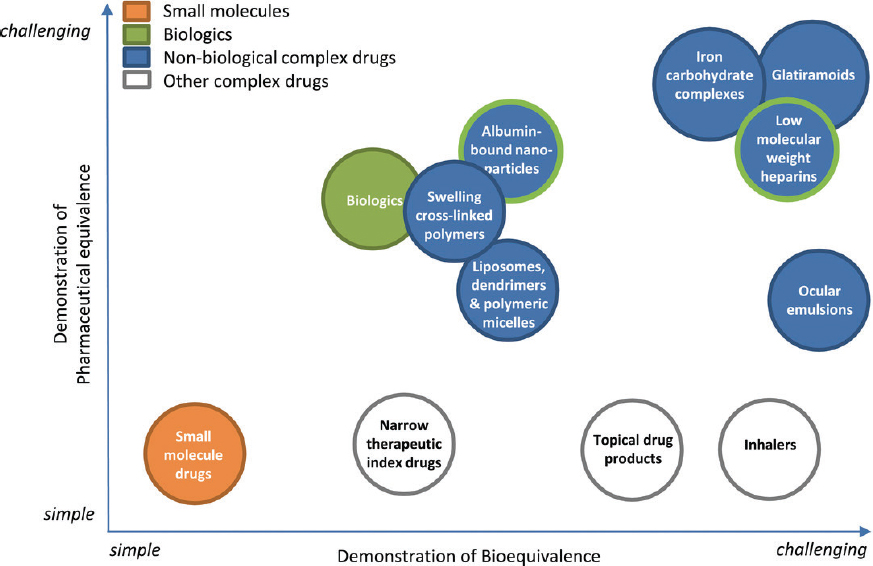 Small molecules
Biologics
Non-biological complex drugs
Other complex drugs
challenging
Demonstration of
Pharmaceutical equivalence
simple
Iron
carbohydrate
complexes
Glatiramoids
Low
molecular
weight
heparins
Albumin-
bound nano-
particles
Biologics
Swelling
cross-linked
polymers
Liposomes,
dendrimers
& polymeric
micelles
Ocular
emulsions
Small
molecule
drugs
Narrow
therapeutic
index drugs
Topical drug
products
Inhalers
simple
Demonstration of Bioequivalence
challenging